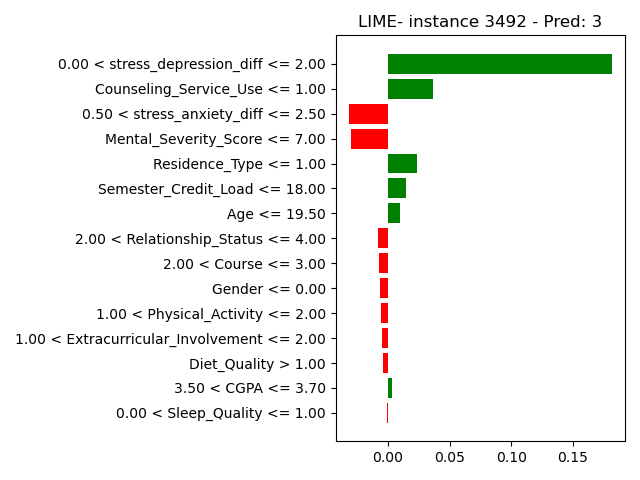 LIME- instance 3492 - Pred: 3
0.00 < stress_depression_diff <= 2.00
Counseling_Service_Use <= 1.00
0.50 < stress_anxiety_diff <= 2.50
Mental_Severity_Score <= 7.00
Residence_Type <= 1.00
Semester_Credit_Load <= 18.00
Age <= 19.50
2.00 < Relationship_Status <= 4.00
2.00 < Course <= 3.00
Gender <= 0.00
1.00 < Physical_Activity <= 2.00
1.00 < Extracurricular_Involvement <= 2.00
Diet_Quality > 1.00
3.50 < CGPA <= 3.70
0.00 < Sleep_Quality <= 1.00
0.00 0.05 0.10 0.15